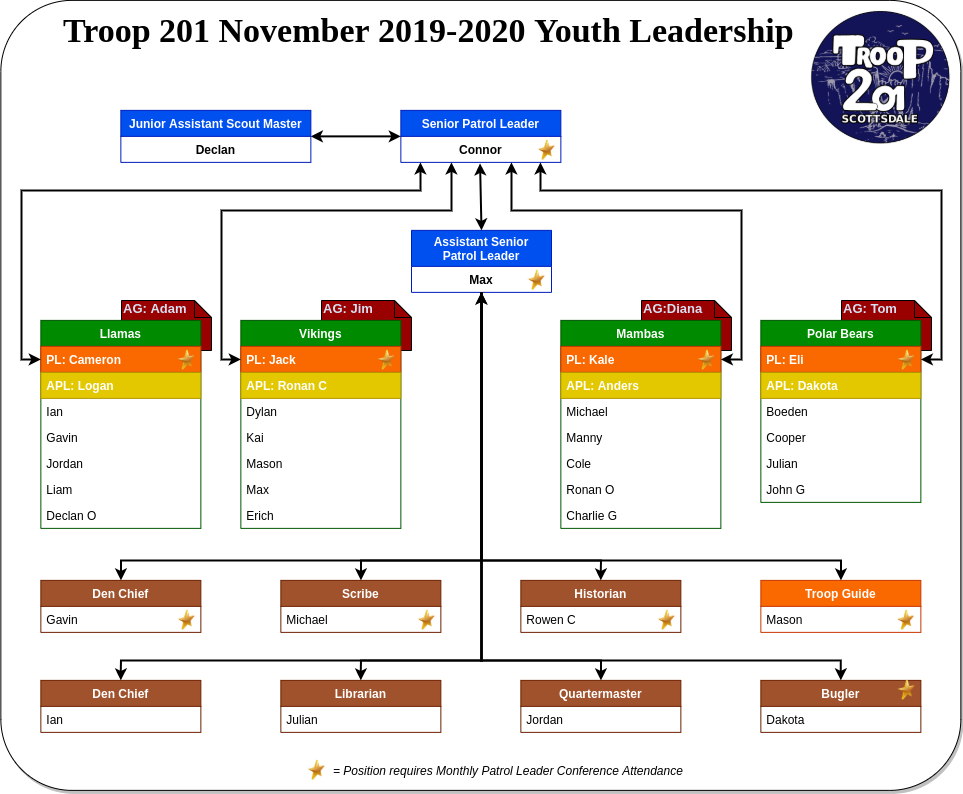 Troop 201 November 2019-2020 Youth Leadership
TROOP
201
SCOTTSDALE
Junior Assistant Scout Master
Declan
Senior Patrol Leader
Connor
Assistant Senior
Patrol Leader
Max
AG: Adam
Llamas
PL: Cameron
APL: Logan
Ian
Gavin
Jordan
Liam
Declan O
AG: Jim
Vikings
PL: Jack
APL: Ronan C
Dylan
Kai
Mason
Max
Erich
AG:Diana
Mambas
PL: Kale
APL: Anders
Michael
Manny
Cole
Ronan O
Charlie G
AG: Tom
Polar Bears
PL: Eli
APL: Dakota
Boeden
Cooper
Julian
John G
Den Chief
Gavin
Scribe
Michael
Historian
Rowen C
Troop Guide
Mason
Den Chief
Ian
Librarian
Julian
Quartermaster
Jordan
Bugler
Dakota
= Position requires Monthly Patrol Leader Conference Attendance